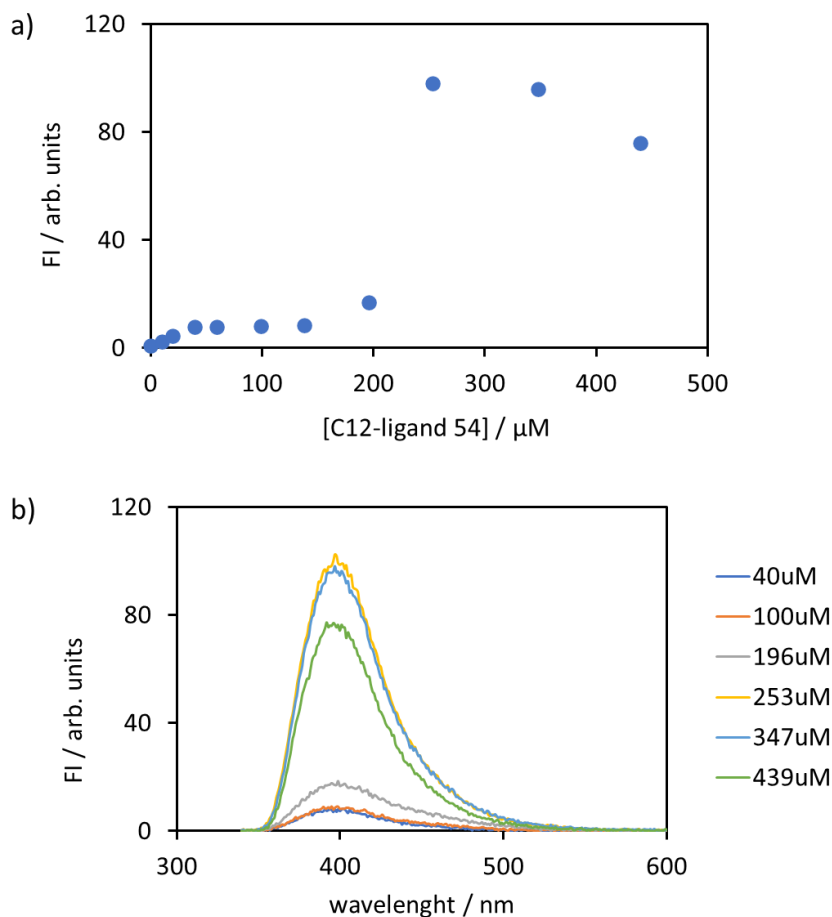 a)
120
80
40
0
FI / arb. units
0 100 200 300 400 500
[C12-ligand 54] / µM
b)
120
80
40
0
FI / arb. units
300 400 500 600
wavelenght / nm
40uM
100uM
196uM
253uM
347uM
439uM